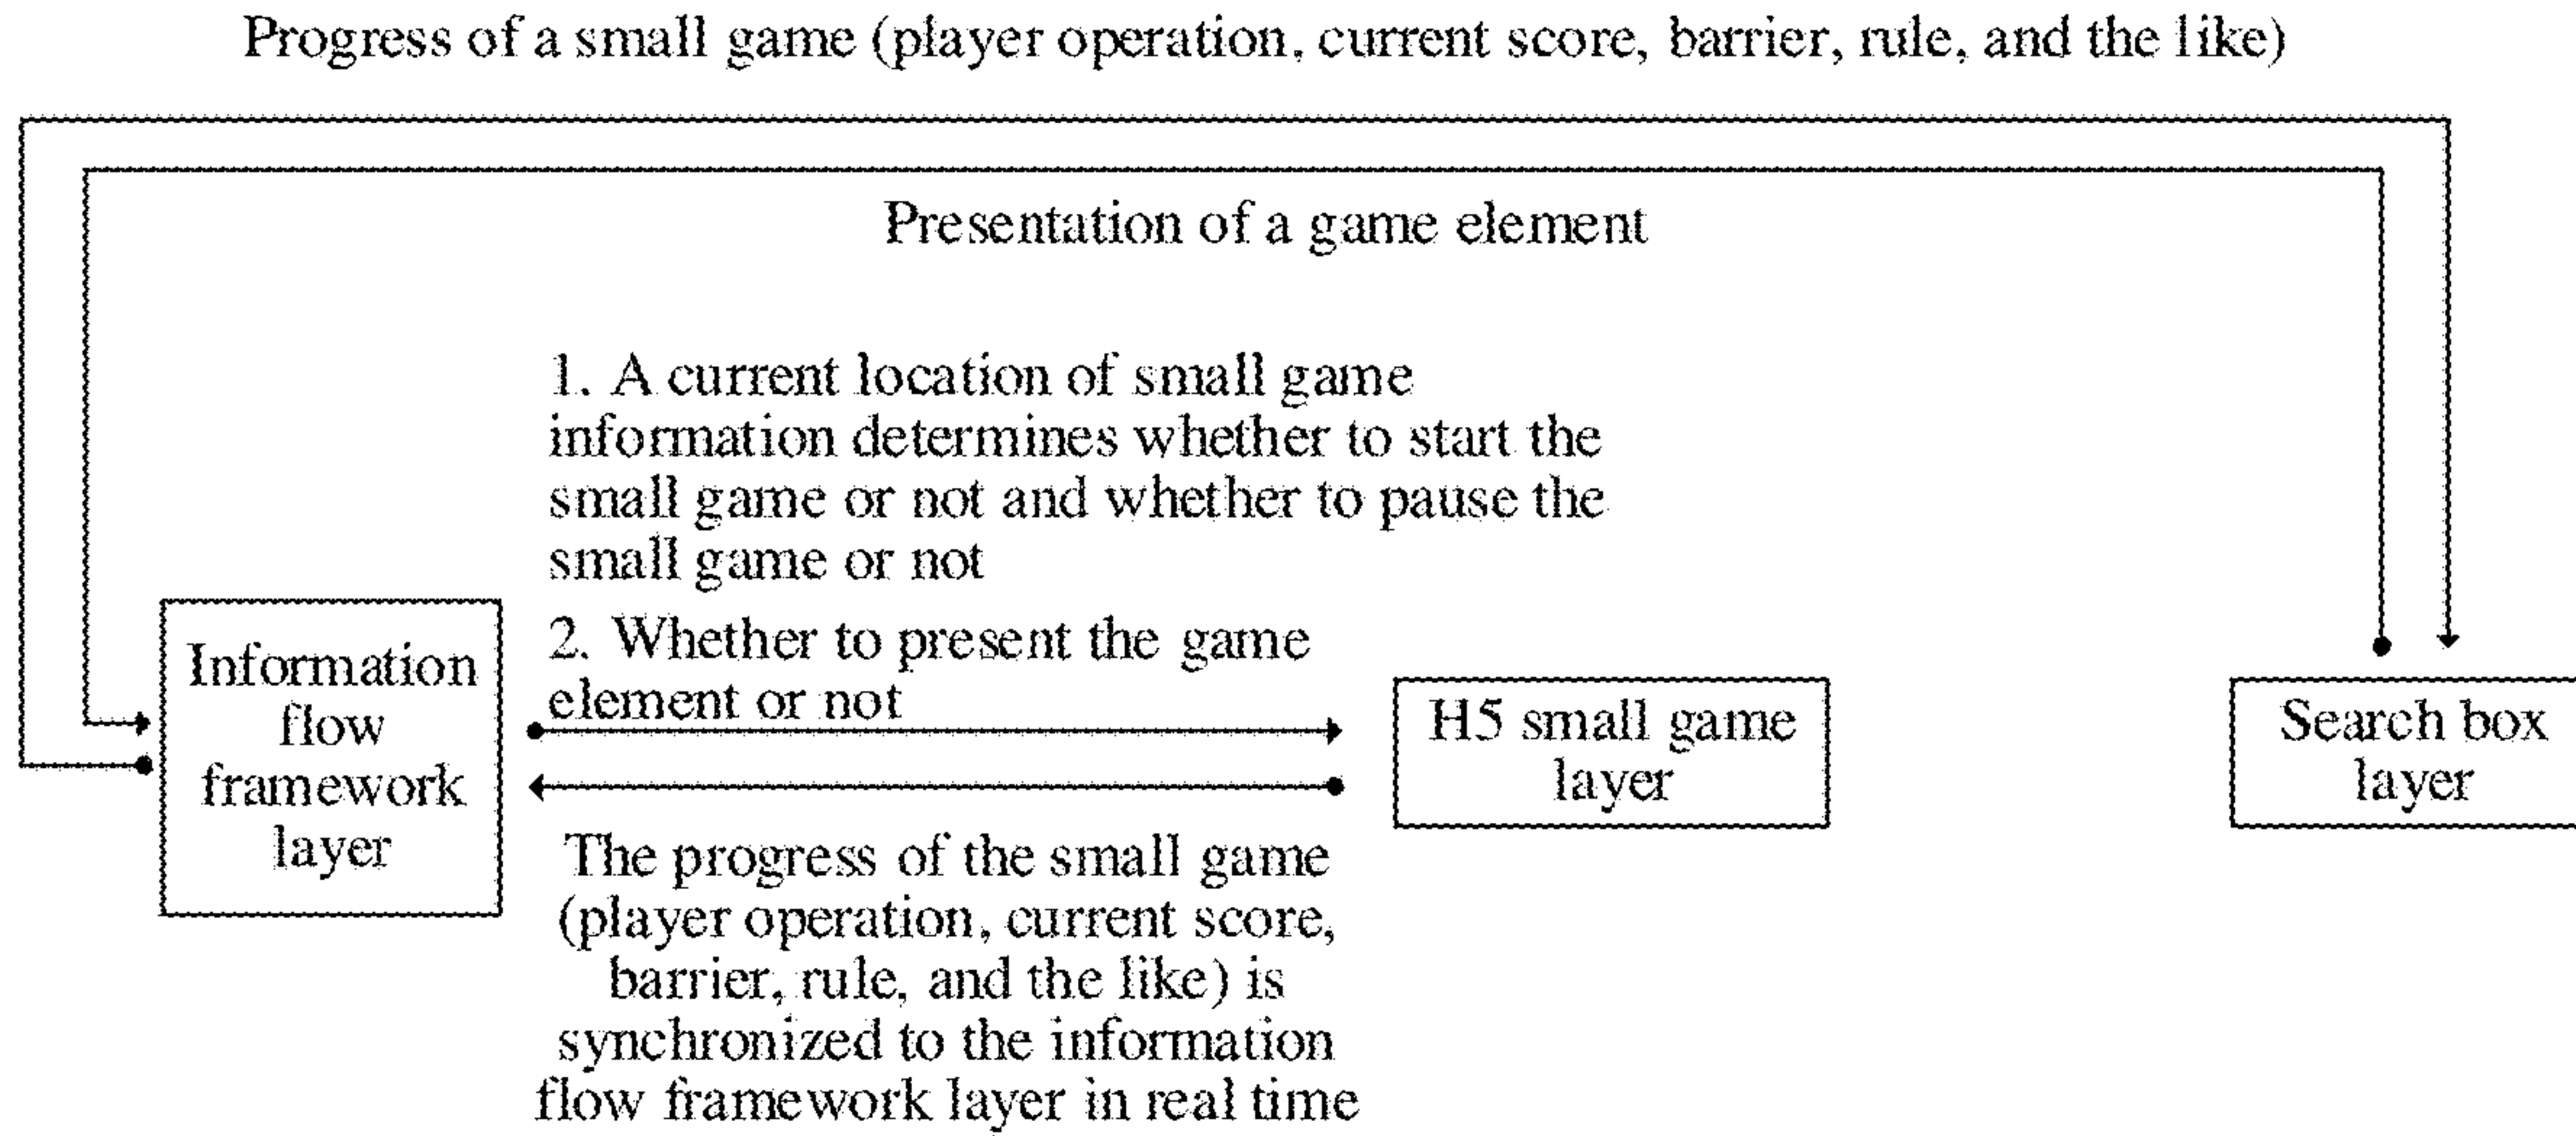 Progress of a small game (player operation, current score, barrier, rule, and the like)
Presentation of a game element
1. A current location of small game
information determines whether to start the
small game or not and whether to pause the
small game or not
2. Whether to present the game
element or not
Information
flow
framework
layer
H5 small game
layer
Search box
layer
The progress of the small game
(player operation, current score,
barrier, rule, and the like) is
synchronized to the information
flow framework layer in real time